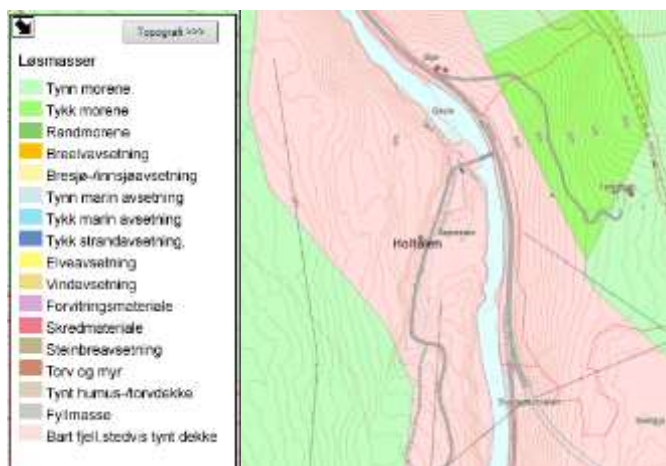 Topografi >>>
Løsmasser
Tynn morene
Tykk morene
Randmorene
Breelvavsetning
Bresjø-/innsjøavsetning
Tynn marin avsetning
Tykk marin avsetning
Tykk strandavsetning.
Elveavsetning
Vindavsetning
Forvitringsmateriale
Skredmateriale
Steinbreavsetning
Torv og myr
Tynt humus-/torvdekke
Fyllmasse
Bart fjell,stedvis tynt dekke
Holtålen